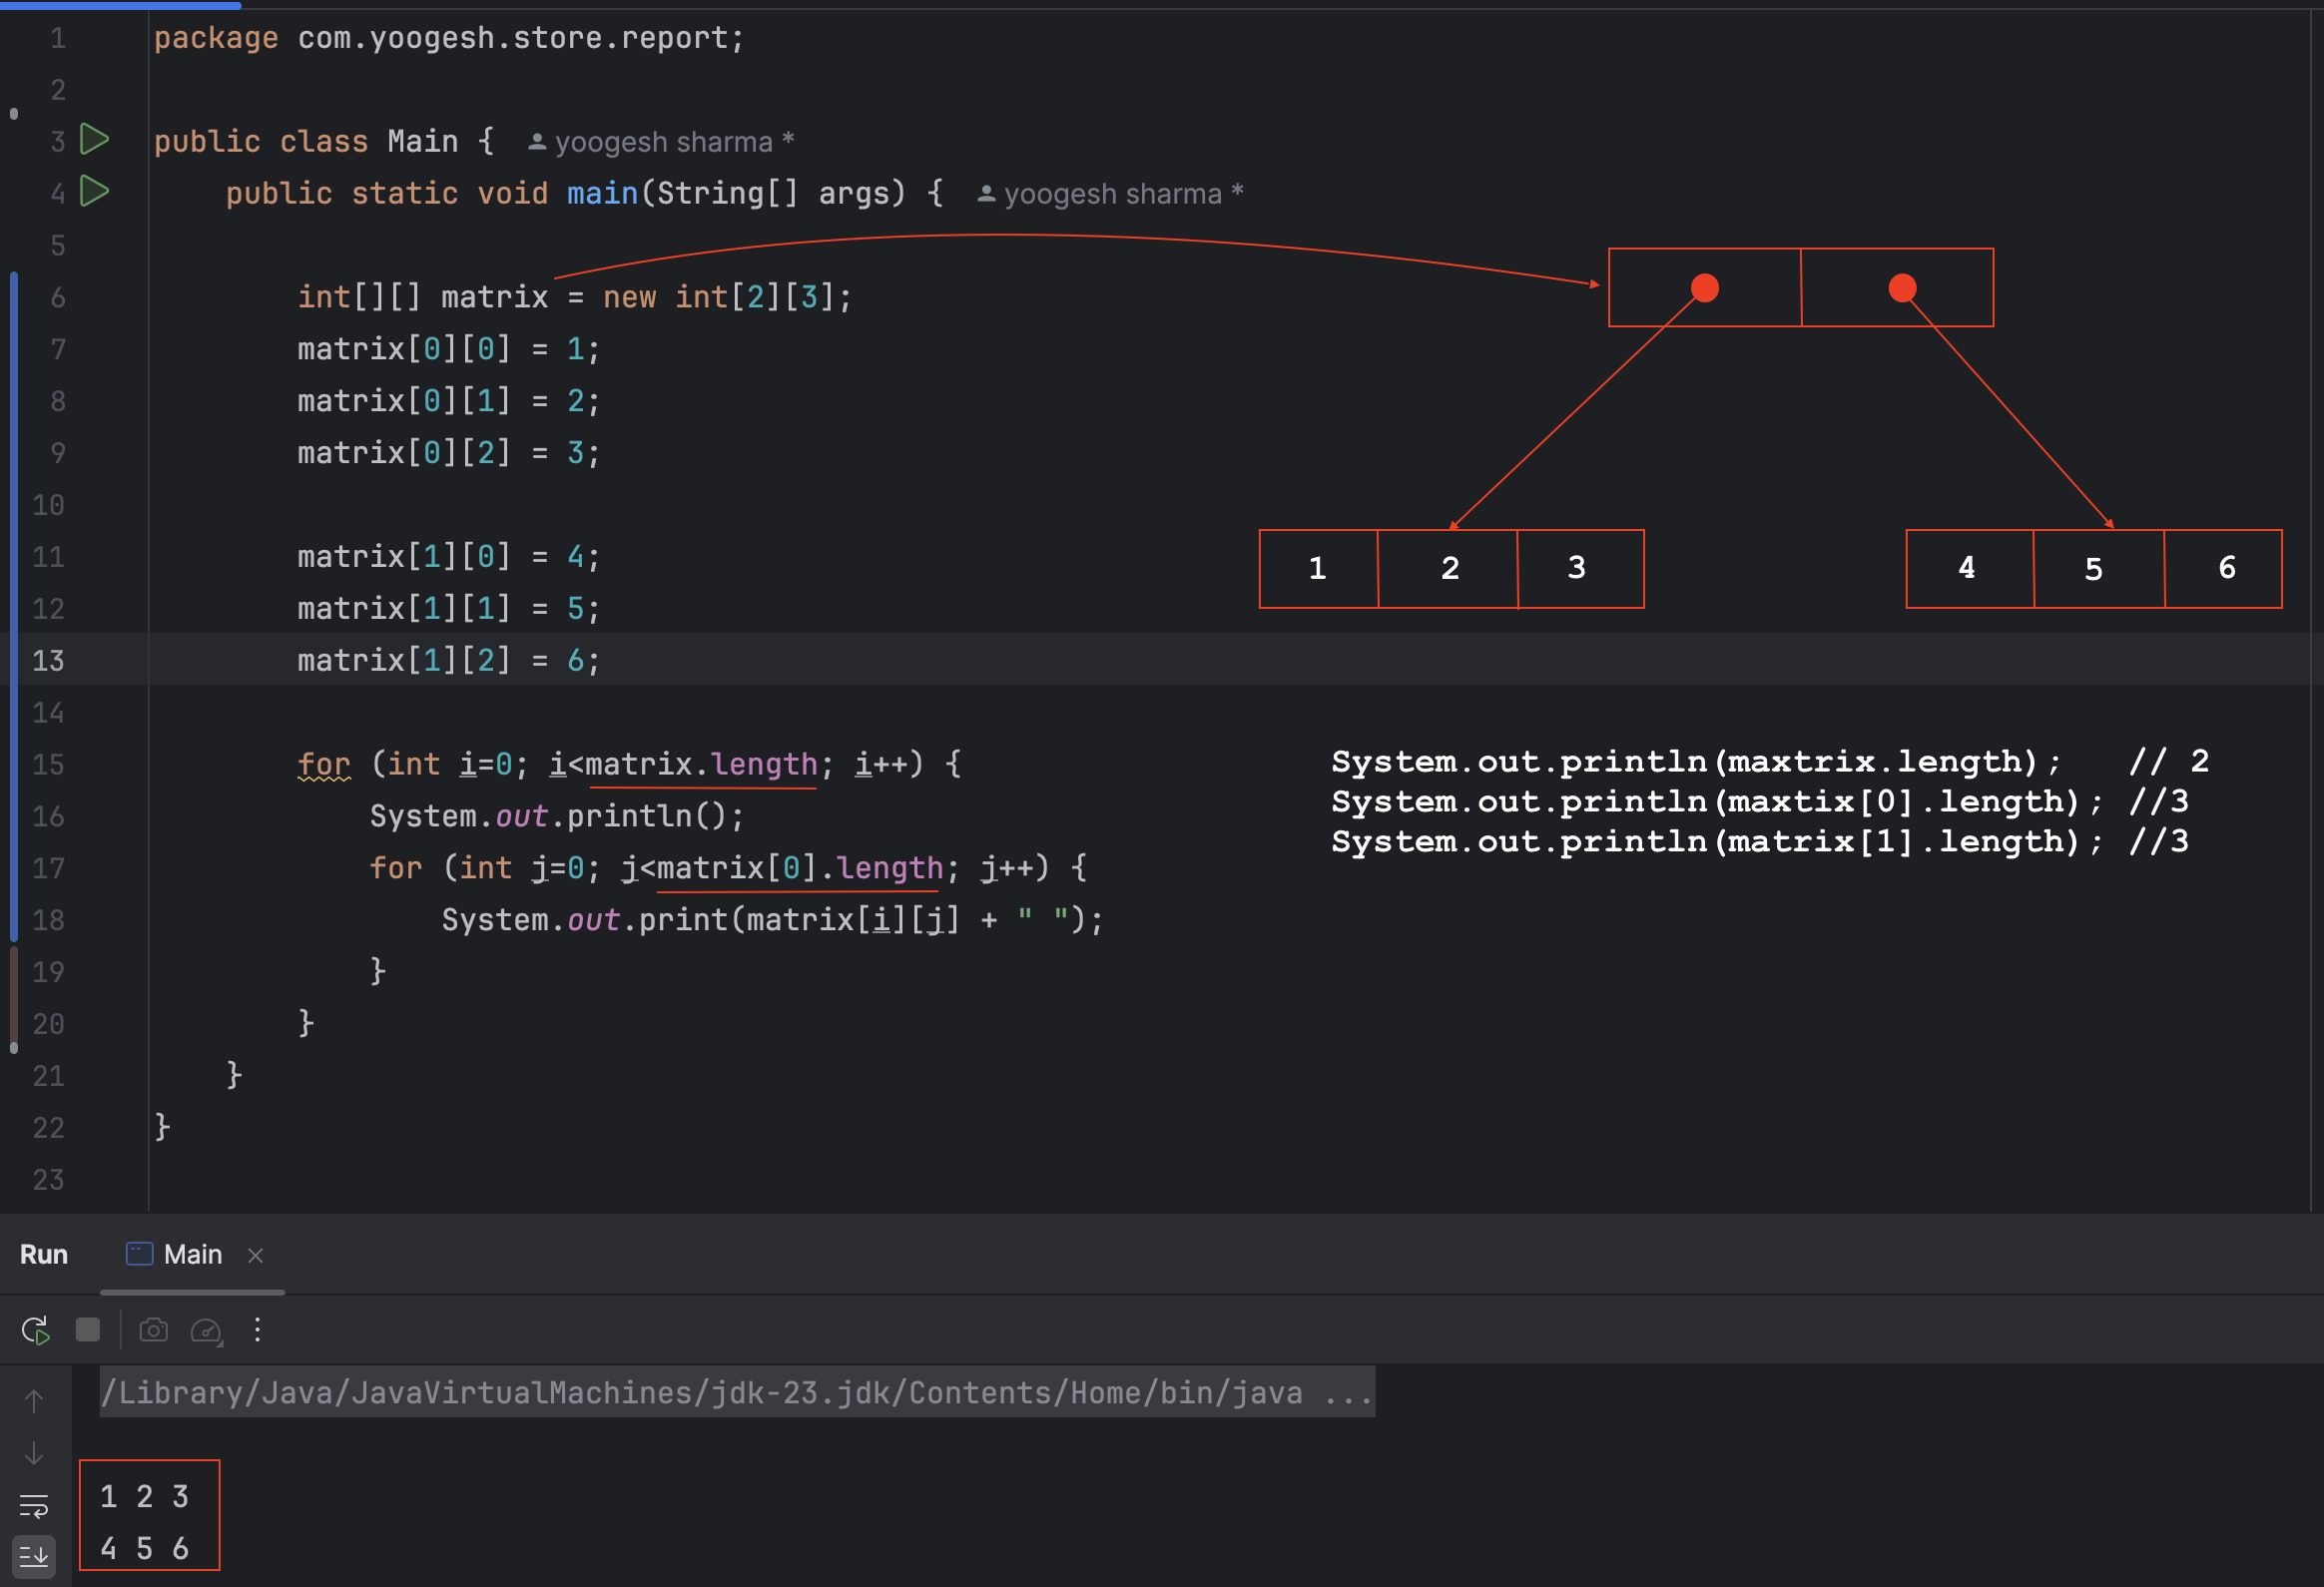 1 package com.yoogesh.store.report;
2
3 public class Main { yoogesh sharma *
4 public static void main(String[] args) { yoogesh sharma *
5
6 int[][] matrix = new int[2][3];
7 matrix[0][0] = 1;
8 matrix[0][1] = 2;
9 matrix[0][2] = 3;
10
11 matrix[1][0] = 4;
12 matrix[1][1] = 5;
13 matrix[1][2] = 6;
14
15 for (int i=0; i<matrix.length; i++) {
16 System.out.println();
17 for (int j=0; j<matrix[0].length; j++) {
18 System.out.print(matrix[i][j] + " ");
19 }
20 }
21 }
22 }
23
1 2 3
4 5 6
System.out.println(maxtrix.length); // 2
System.out.println(maxtix[0].length); //3
System.out.println(matrix[1].length); //3
Run Main
/Library/Java/JavaVirtualMachines/jdk-23.jdk/Contents/Home/bin/java ...
1 2 3
4 5 6